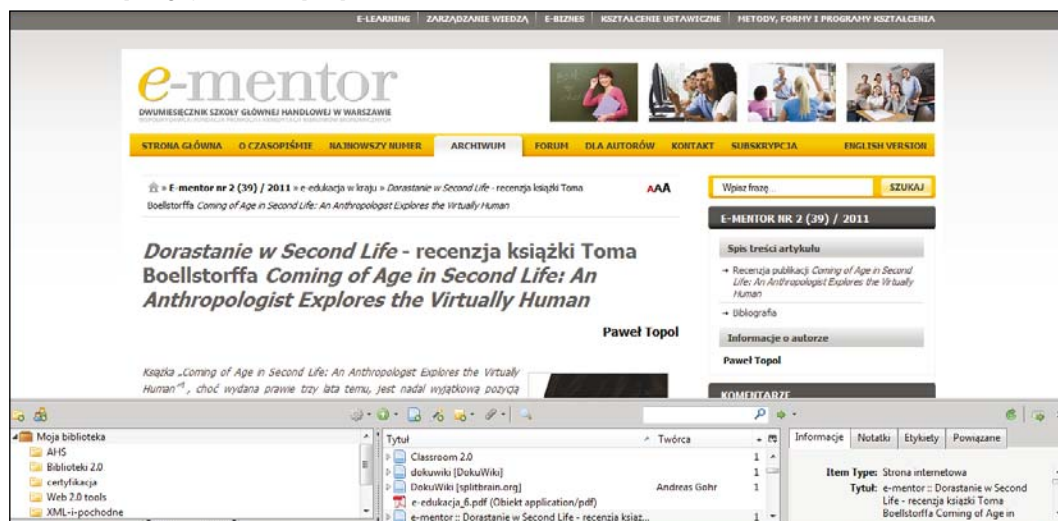 E-LEARNING | ZARZĄDZANIE WIEDZĄ | E-BIZNES | KSZTAŁCENIE USTAWICZNE | METODY, FORMY I PROGRAMY KSZTAŁCENIA
e-mentor
DWUMIESIĘCZNIK SZKOŁY GŁÓWNEJ HANDLOWEJ W WARSZAWIE
STRONA GŁÓWNA O CZASOPIŚMIE NAJNOWSZY NUMER ARCHIWUM FORUM DLA AUTORÓW KONTAKT SUBSKRYPCJA ENGLISH VERSION
» E-mentor nr 2 (39) / 2011 » e-edukacja w kraju » Dorastanie w Second Life - recenzja książki Toma
Boellstorffa Coming of Age in Second Life: An Anthropologist Explores the Virtually Human
AAA
Wpisz frazę... SZUKAJ
E-MENTOR NR 2 (39) / 2011
Spis treści artykułu
→ Recenzja publikacji Coming of Age in Second
Life: An Anthropologist Explores the Virtually
Human
→ Bibliografia
Informacje o autorze
Paweł Topol
KOMENTARZE
Dorastanie w Second Life - recenzja książki Toma
Boellstorffa Coming of Age in Second Life: An
Anthropologist Explores the Virtually Human
Paweł Topol
Książka „Coming of Age in Second Life: An Anthropologist Explores the Virtually
Human"1, choć wydana prawie trzy lata temu, jest nadal wyjątkową pozycją
Moja biblioteka
AHS
Biblioteki 2.0
certyfikacja
Web 2.0 tools
XML-i-pochodne
Tytuł Twórca
Classroom 2.0 1
dokuwiki [DokuWiki] 1
DokuWiki [splitbrain.org] Andreas Gohr 1
e-edukacja_6.pdf (Obiekt application/pdf)
e-mentor :: Dorastanie w Second Life - recenzja książ... 1
Informacje Notatki Etykiety Powiązane
Item Type: Strona internetowa
Tytuł: e-mentor :: Dorastanie w Second
Life - recenzja książki Toma
Boellstorffa Coming of Age in